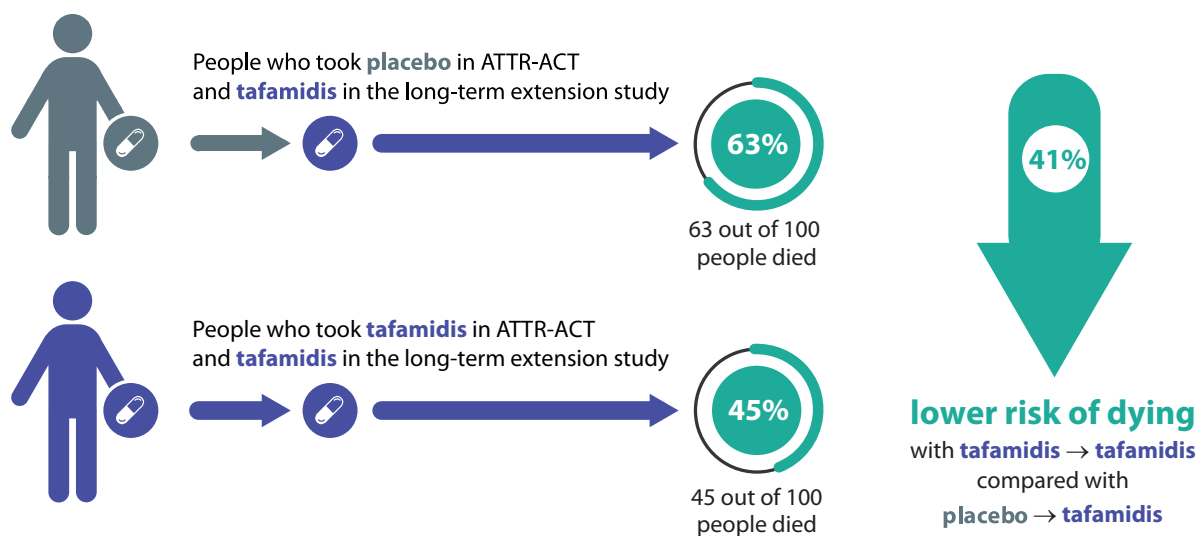 People who took placebo in ATTR-ACT
and tafamidis in the long-term extension study
63%
63 out of 100
people died
People who took tafamidis in ATTR-ACT
and tafamidis in the long-term extension study
45%
45 out of 100
people died
41%
lower risk of dying
with tafamidis → tafamidis
compared with
placebo → tafamidis